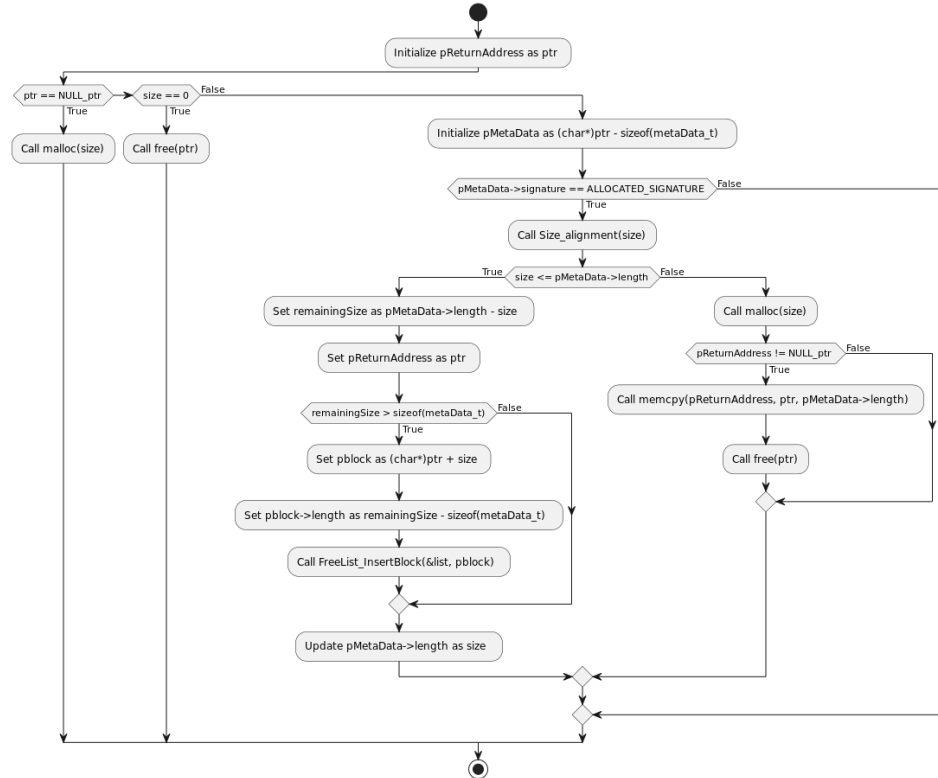 Initialize pReturnAddress as ptr
ptr == NULL_ptr
size == 0
False
True
True
Call malloc(size)
Call free(ptr)
Initialize pMetaData as (char*)ptr - sizeof(metaData_t)
pMetaData->signature == ALLOCATED_SIGNATURE
False
True
Call Size_alignment(size)
True
size <= pMetaData->length
False
Set remainingSize as pMetaData->length - size
Call malloc(size)
Set pReturnAddress as ptr
pReturnAddress != NULL_ptr
False
True
Call memcpy(pReturnAddress, ptr, pMetaData->length)
remainingSize > sizeof(metaData_t)
False
True
Set pblock as (char*)ptr + size
Call free(ptr)
Set pblock->length as remainingSize - sizeof(metaData_t)
Call FreeList_InsertBlock(&list, pblock)
Update pMetaData->length as size